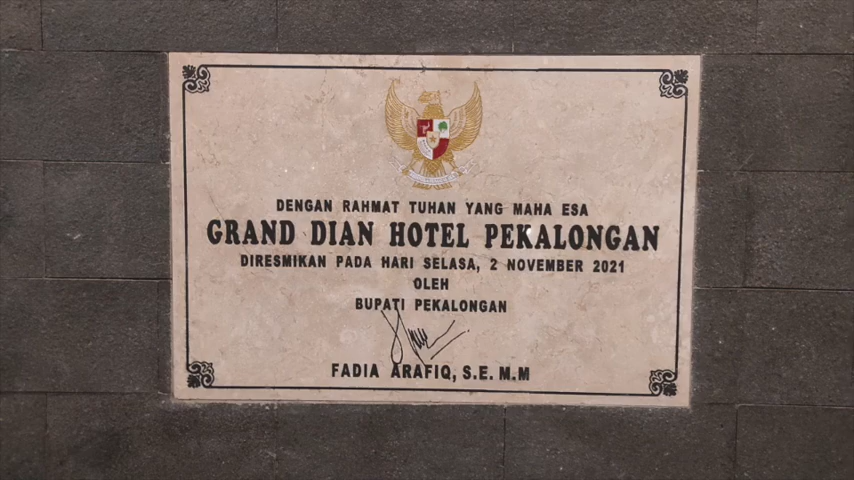 DENGAN RAHMAT TUHAN YANG MAHA ESA
GRAND DIAN HOTEL PEKALONGAN
DIRESMIKAN PADA HARI SELASA, 2 NOVEMBER 2021
OLEH
BUPATI PEKALONGAN
FADIA ARAFIQ, S.E. M.M